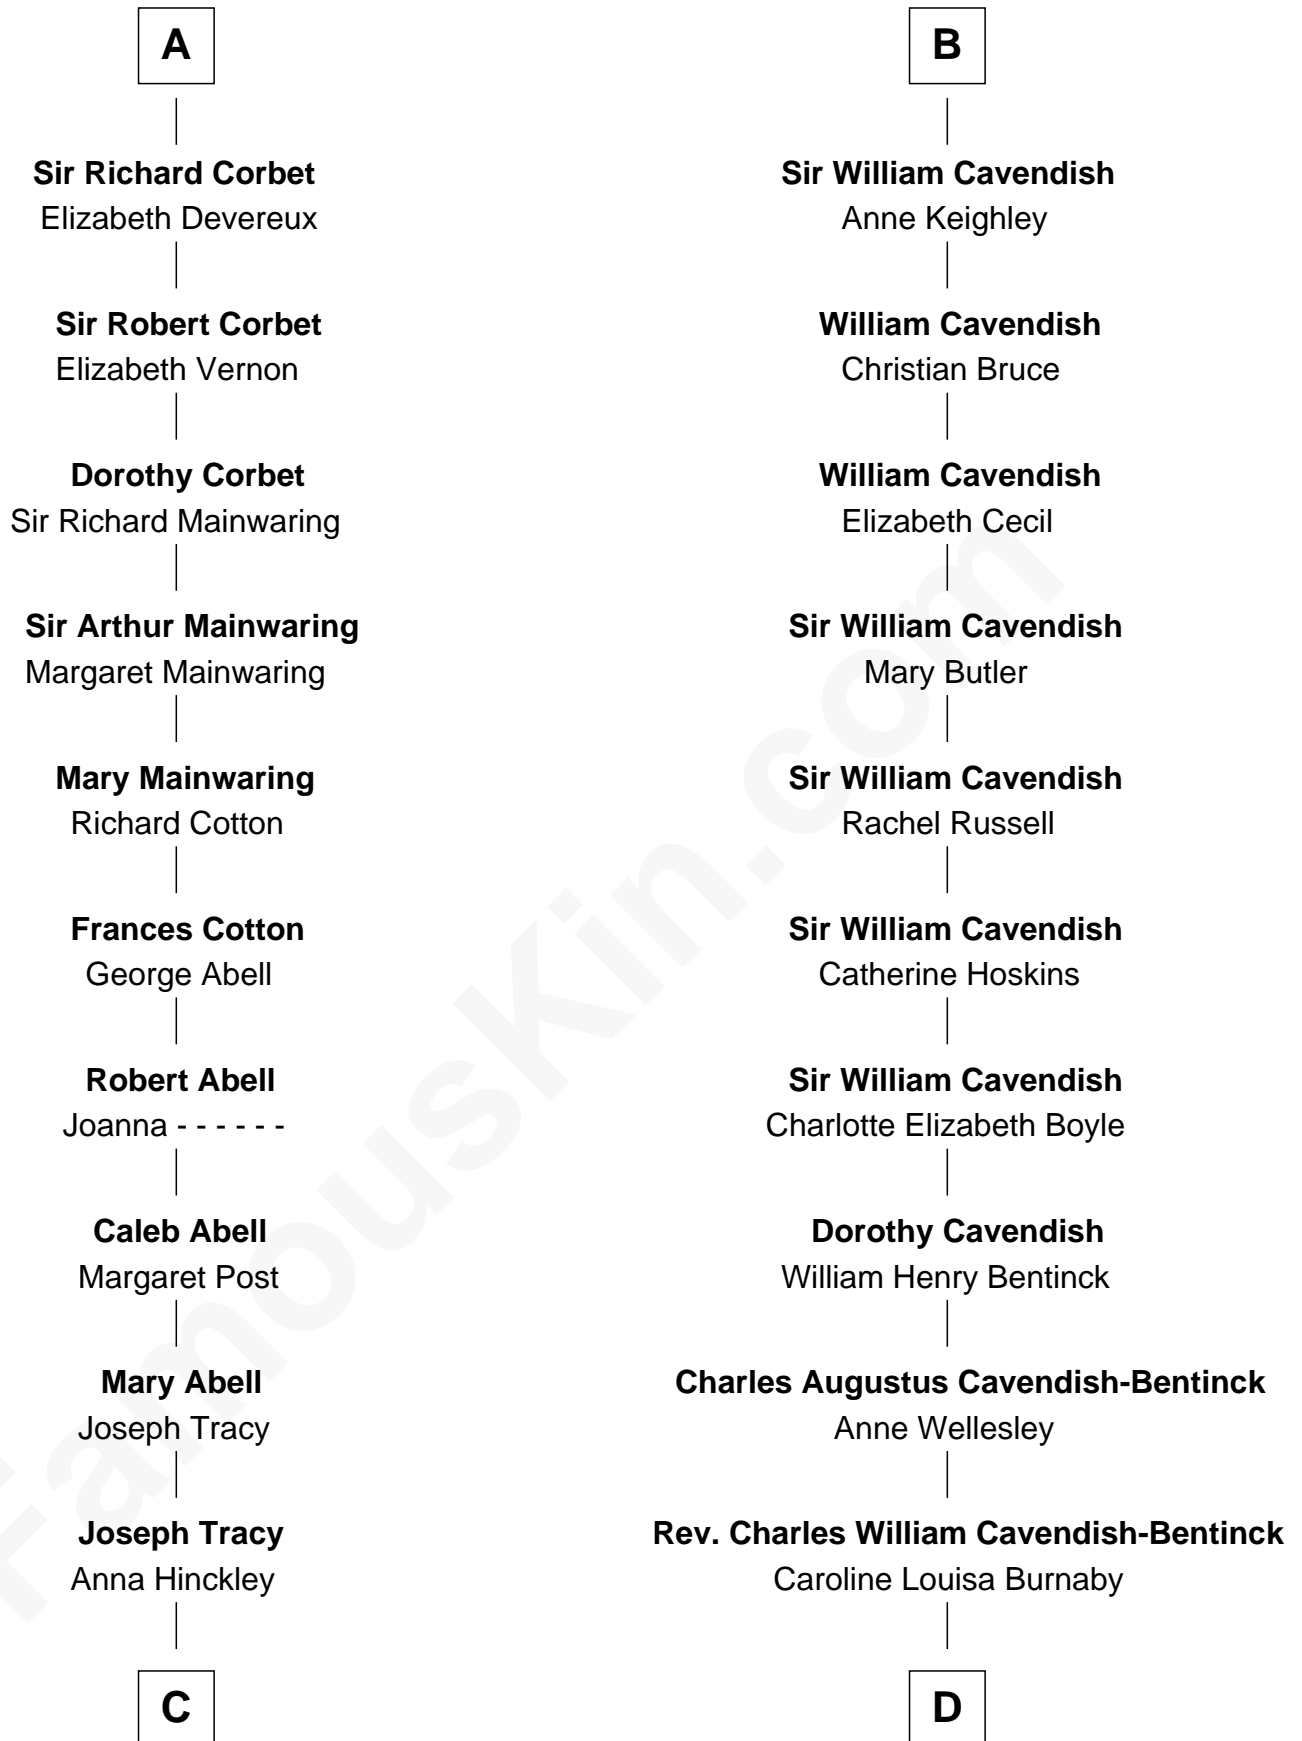 A
Sir Richard Corbet
Elizabeth Devereux
Sir Robert Corbet
Elizabeth Vernon
Dorothy Corbet
Sir Richard Mainwaring
Sir Arthur Mainwaring
Margaret Mainwaring
Mary Mainwaring
Richard Cotton
Frances Cotton
George Abell
Robert Abell
Joanna - - - - - -
Caleb Abell
Margaret Post
Mary Abell
Joseph Tracy
Joseph Tracy
Anna Hinckley
C
B
Sir William Cavendish
Anne Keighley
William Cavendish
Christian Bruce
William Cavendish
Elizabeth Cecil
Sir William Cavendish
Mary Butler
Sir William Cavendish
Rachel Russell
Sir William Cavendish
Catherine Hoskins
Sir William Cavendish
Charlotte Elizabeth Boyle
Dorothy Cavendish
William Henry Bentinck
Charles Augustus Cavendish-Bentinck
Anne Wellesley
Rev. Charles William Cavendish-Bentinck
Caroline Louisa Burnaby
D
FamousKin.com